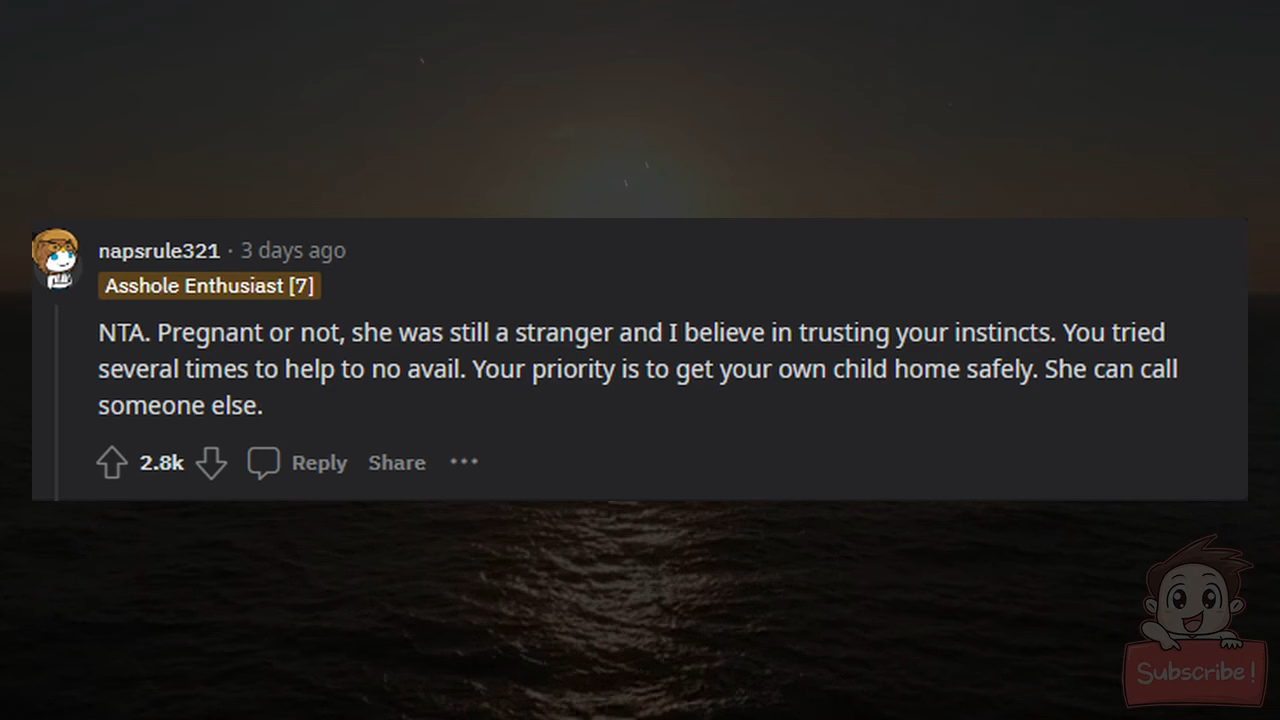 napsrule321 · 3 days ago
Asshole Enthusiast [7]
NTA. Pregnant or not, she was still a stranger and I believe in trusting your instincts. You tried
several times to help to no avail. Your priority is to get your own child home safely. She can call
someone else.
2.8k Reply Share ···
Subscribe!